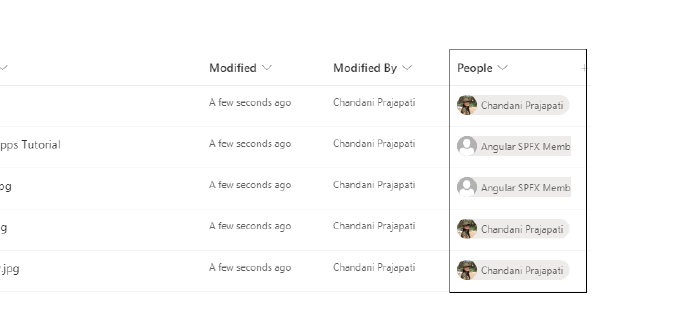 Modified Modified By People
A few seconds ago Chandani Prajapati Chandani Prajapati
pps Tutorial A few seconds ago Chandani Prajapati Angular SPFX Memb
pg A few seconds ago Chandani Prajapati Angular SPFX Memb
g A few seconds ago Chandani Prajapati Chandani Prajapati
.jpg A few seconds ago Chandani Prajapati Chandani Prajapati